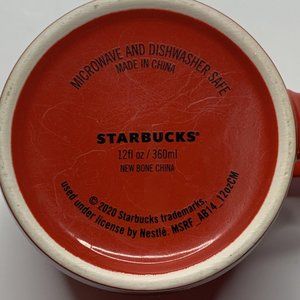 MICROWAVE AND DISHWASHER SAFE
MADE IN CHINA
STARBUCKS®
12fl oz / 360ml
NEW BONE CHINA
© 2020 Starbucks trademarks,
used under license by Nestlé. MSRF_AB14_12ozCM